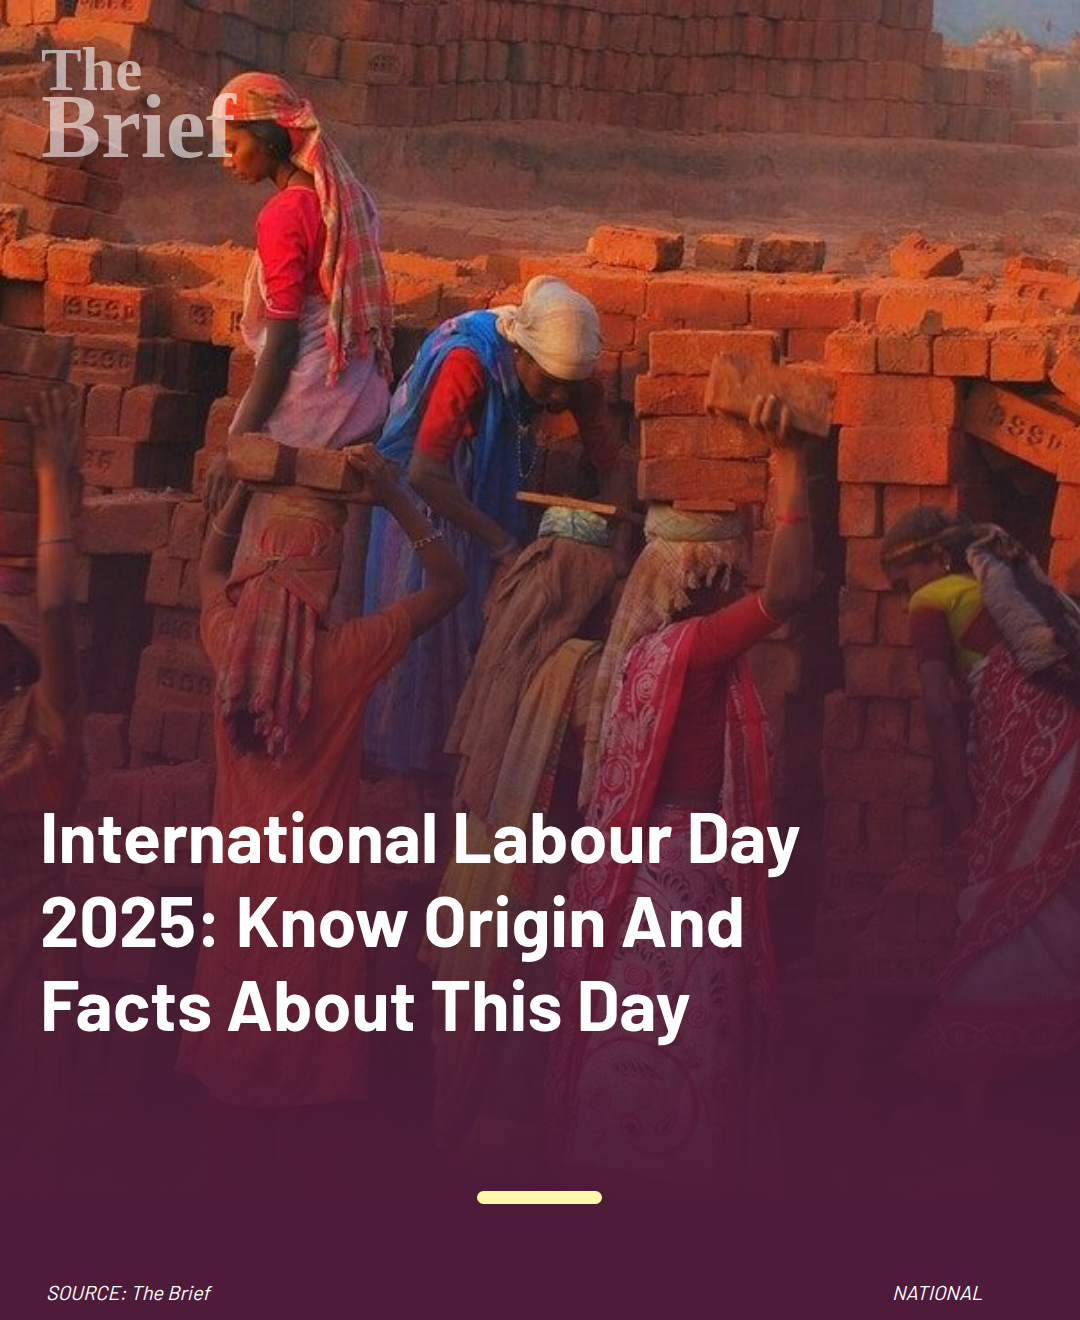 The
Brief
International Labour Day
2025: Know Origin And
Facts About This Day
SOURCE: The Brief
NATIONAL